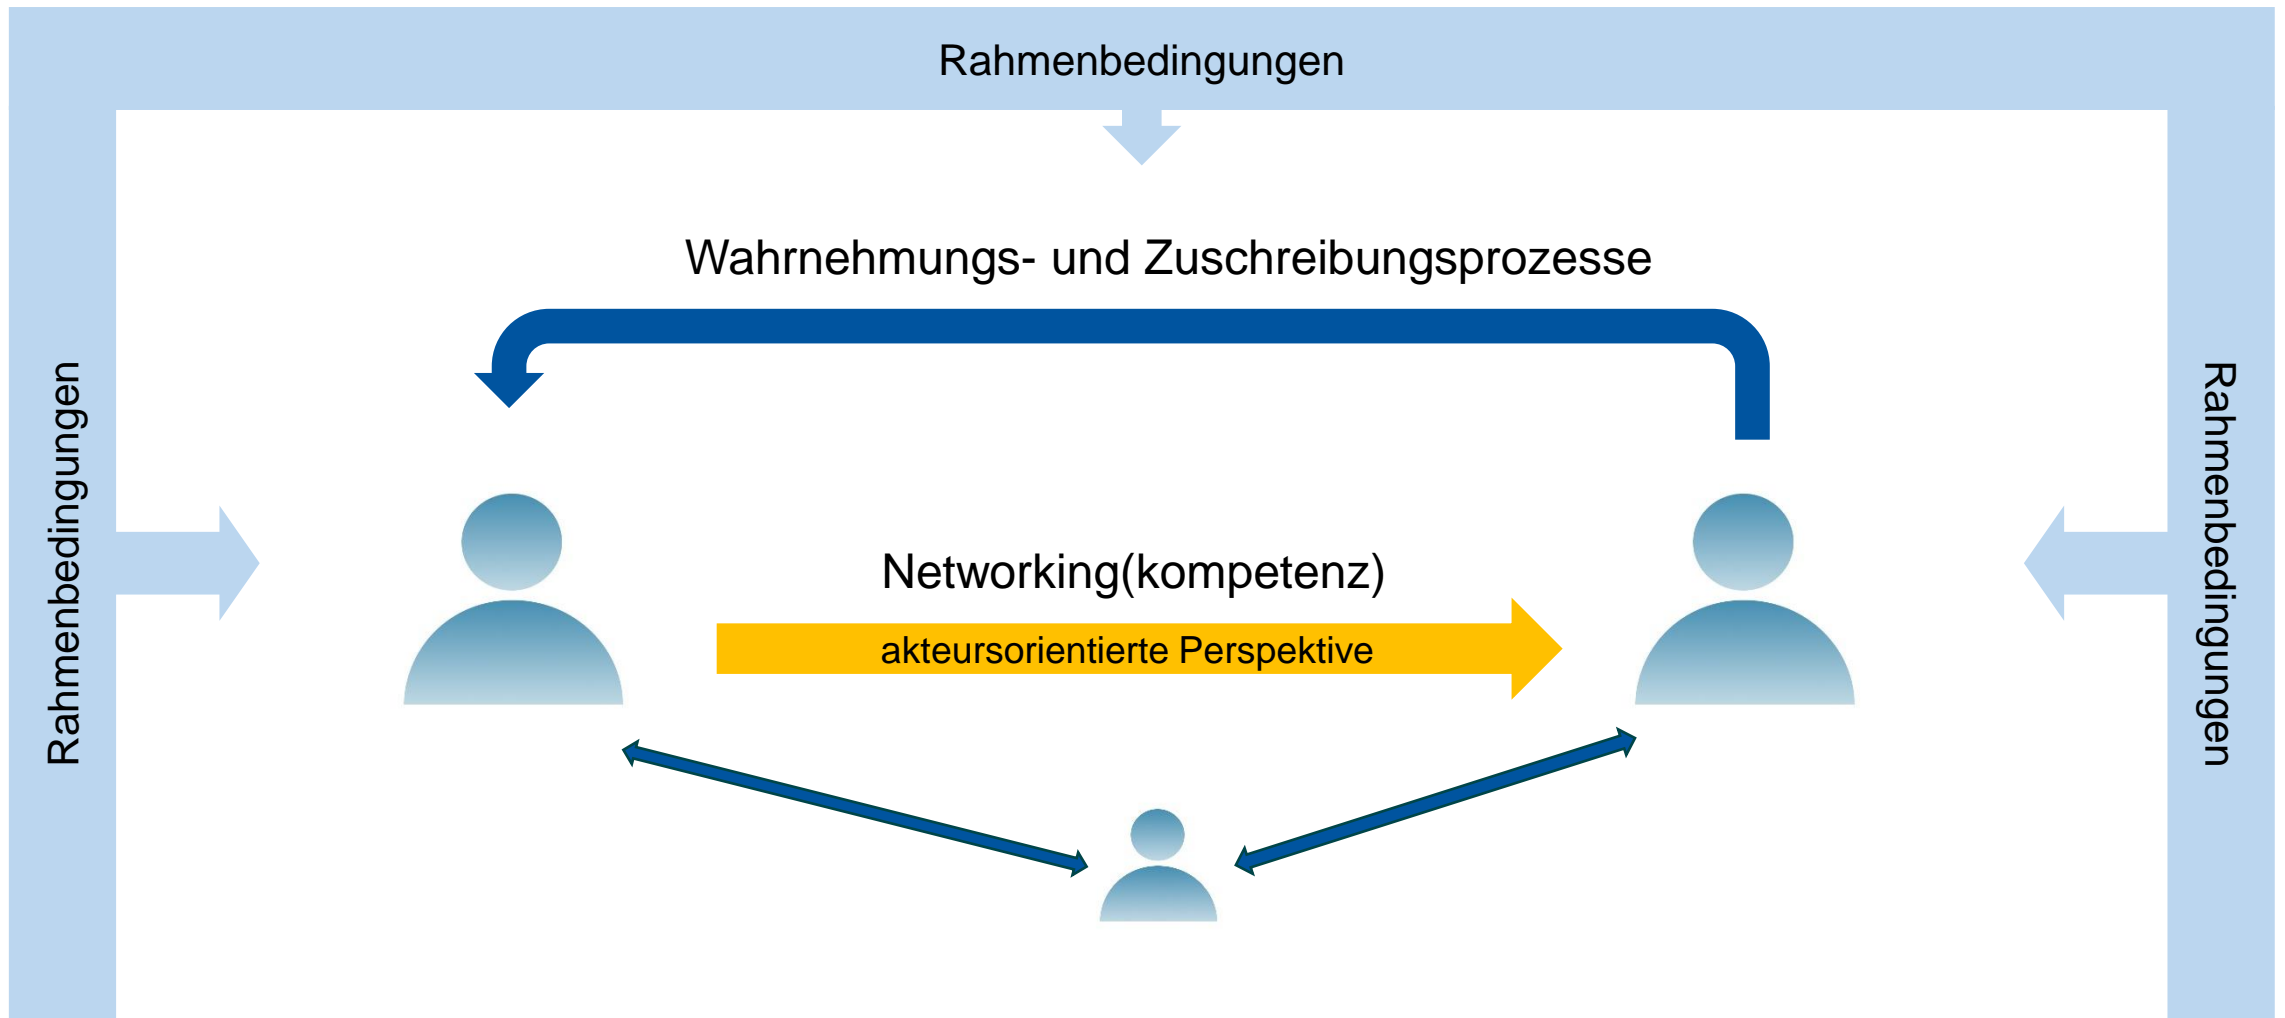 Rahmenbedingungen
Wahrnehmungs- und Zuschreibungsprozesse
Rahmenbedingungen
Networking(kompetenz)
akteursorientierte Perspektive
Rahmenbedingungen